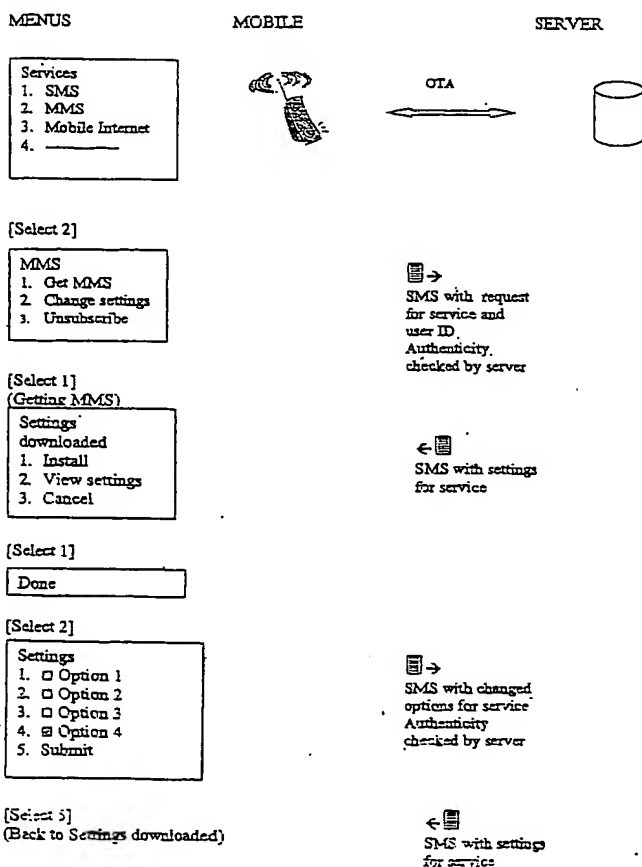 MENUS MOBILE SERVER
Services
1. SMS
2. MMS
3. Mobile Internet
4.
OTA
[Select 2]
MMS
1. Get MMS
2. Change settings
3. Unsubscribe
SMS with request
for service and
user ID.
Authenticity
checked by server
[Select 1]
(Getting MMS)
Settings
downloaded
1. Install
2. View settings
3. Cancel
SMS with settings
for service
[Select 1]
Done
[Select 2]
Settings
1. □ Option 1
2. □ Option 2
3. □ Option 3
4. ☑ Option 4
5. Submit
SMS with changed
options for service
Authenticity
checked by server
[Select 5]
(Back to Settings downloaded)
SMS with settings
for service